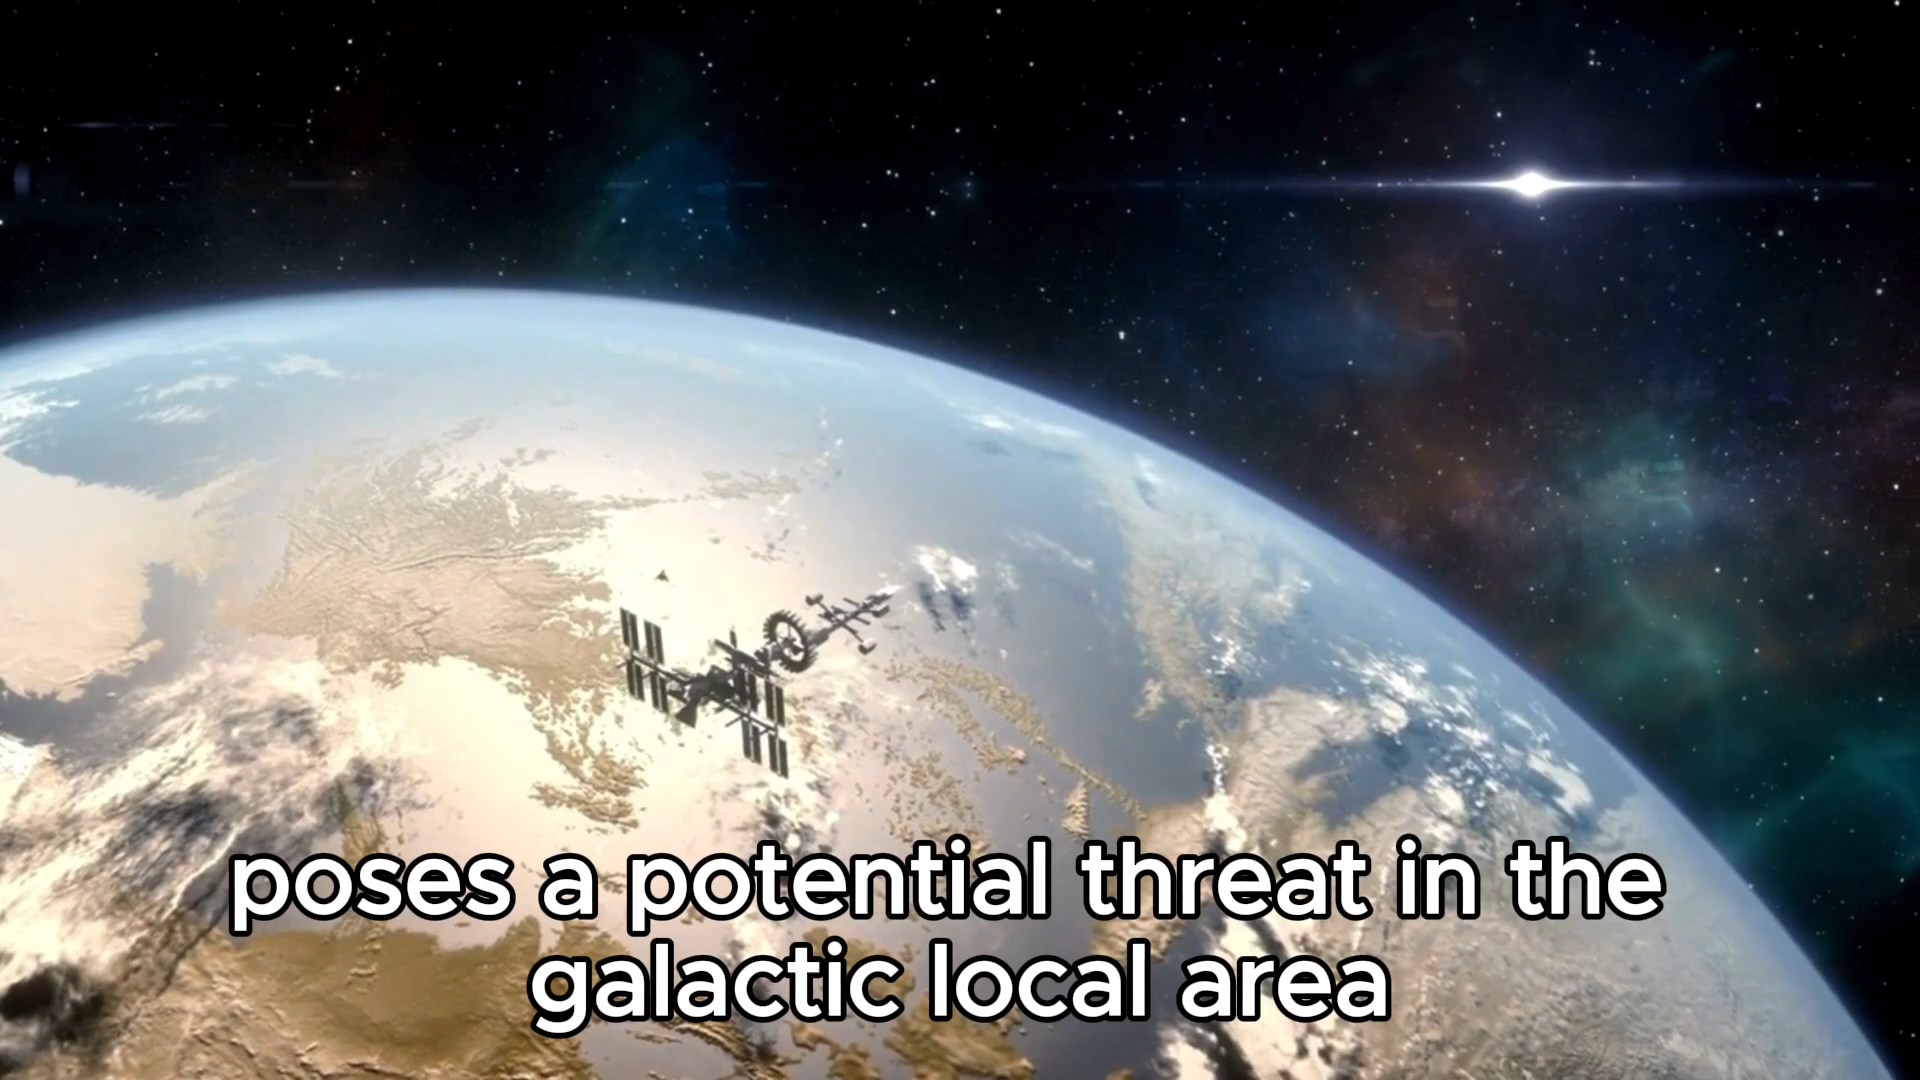 poses a potential threat in the
galactic local area